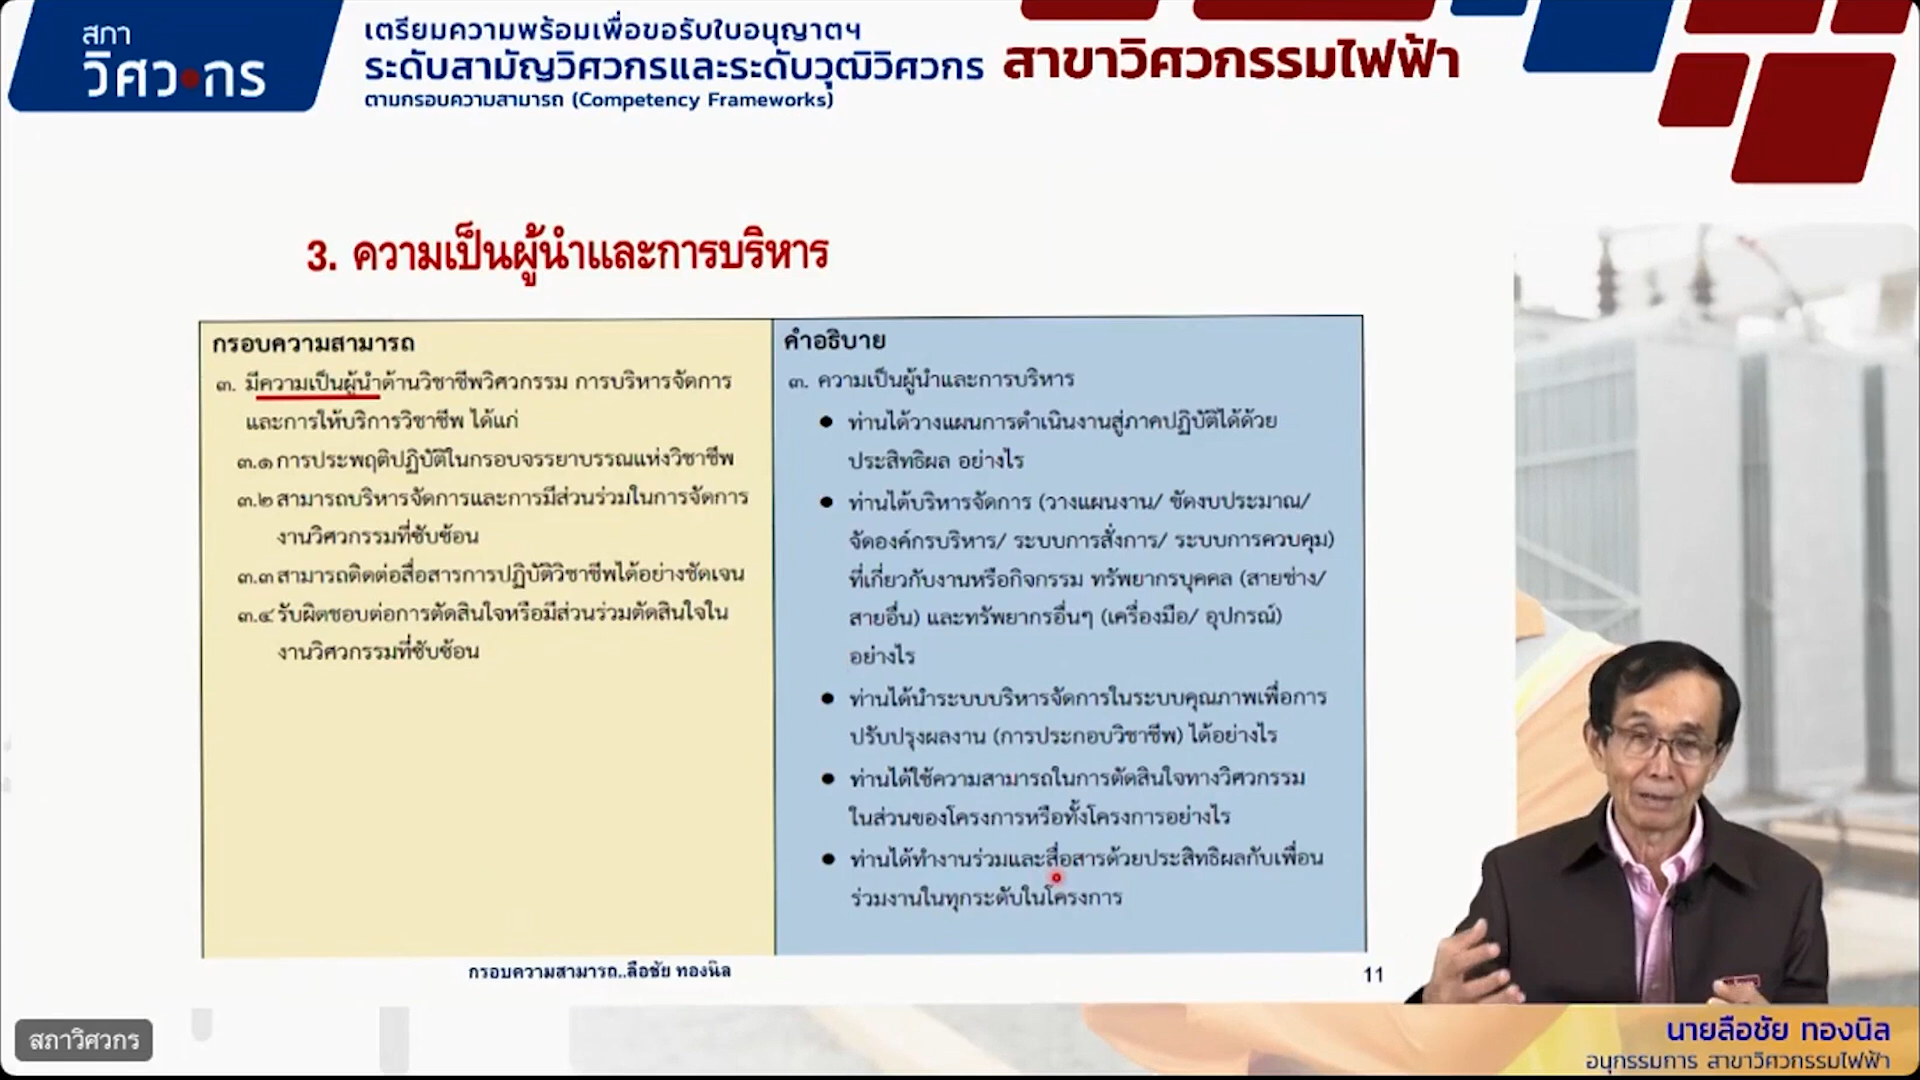 สภา
วิศวกร
เตรียมความพร้อมเพื่อขอรับใบอนุญาตฯ
ระดับสามัญวิศวกรและระดับวุฒิวิศวกร
ตามกรอบความสามารถ (Competency Frameworks)
สาขาวิศวกรรมไฟฟ้า
3. ความเป็นผู้นำและการบริหาร
กรอบความสามารถ
๓. มีความเป็นผู้นำด้านวิชาชีพวิศวกรรม การบริหารจัดการ
และการให้บริการวิชาชีพ ได้แก่
๓.๑ การประพฤติปฏิบัติในกรอบจรรยาบรรณแห่งวิชาชีพ
๓.๒ สามารถบริหารจัดการและการมีส่วนร่วมในการจัดการ
งานวิศวกรรมที่ซับซ้อน
๓.๓ สามารถติดต่อสื่อสารการปฏิบัติวิชาชีพได้อย่างชัดเจน
๓.๔ รับผิดชอบต่อการตัดสินใจหรือมีส่วนร่วมตัดสินใจใน
งานวิศวกรรมที่ซับซ้อน
คำอธิบาย
๓. ความเป็นผู้นำและการบริหาร
● ท่านได้วางแผนการดำเนินงานสู่ภาคปฏิบัติได้ด้วย
ประสิทธิผล อย่างไร
● ท่านได้บริหารจัดการ (วางแผนงาน/ ขัดงบประมาณ/
จัดองค์กรบริหาร/ ระบบการสั่งการ/ ระบบการควบคุม)
ที่เกี่ยวกับงานหรือกิจกรรม ทรัพยากรบุคคล (สายช่าง/
สายอื่น) และทรัพยากรอื่นๆ (เครื่องมือ/ อุปกรณ์)
อย่างไร
● ท่านได้นำระบบบริหารจัดการในระบบคุณภาพเพื่อการ
ปรับปรุงผลงาน (การประกอบวิชาชีพ) ได้อย่างไร
● ท่านได้ใช้ความสามารถในการตัดสินใจทางวิศวกรรม
ในส่วนของโครงการหรือทั้งโครงการอย่างไร
● ท่านได้ทำงานร่วมและสื่อสารด้วยประสิทธิผลกับเพื่อน
ร่วมงานในทุกระดับในโครงการ
กรอบความสามารถ..ลือชัย ทองนิล
11
สภาวิศวกร
นายลือชัย ทองนิล
อนุกรรมการ สาขาวิศวกรรมไฟฟ้า